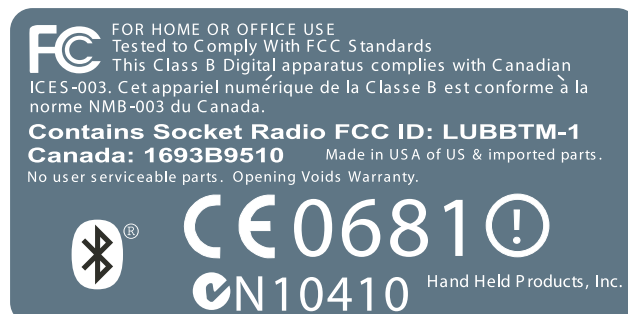 FC FOR HOME OR OFFICE USE
Tested to Comply With FCC Standards
This Class B Digital apparatus complies with Canadian
ICES-003. Cet appariel numérique de la Classe B est conforme à la
norme NMB-003 du Canada.
Contains Socket Radio FCC ID: LUBBTM-1
Canada: 1693B9510 Made in USA of US & imported parts.
No user serviceable parts. Opening Voids Warranty.
® CE0681!
N10410 Hand Held Products, Inc.